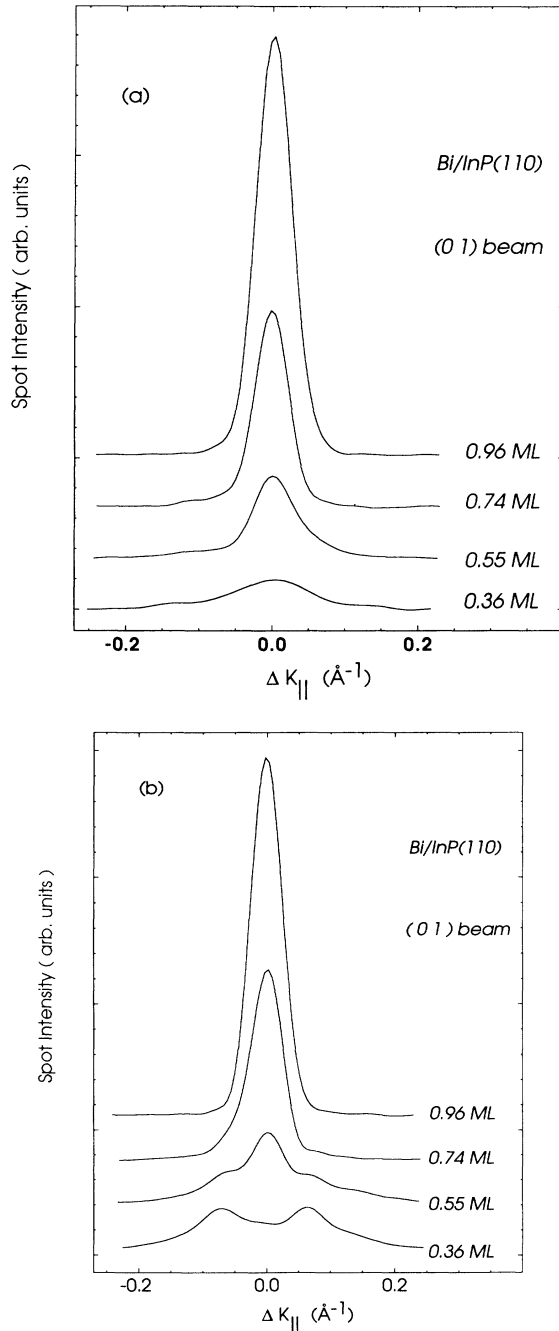 (a)
Bi/InP(110)
(0 1) beam
Spot Intensity ( arb. units )
0.96 ML
0.74 ML
0.55 ML
0.36 ML
-0.2 0.0 0.2
Δ K|| (Å-1)
(b)
Bi/InP(110)
( 0 1 ) beam
Spot Intensity ( arb. units )
0.96 ML
0.74 ML
0.55 ML
0.36 ML
-0.2 0.0 0.2
Δ K|| (Å-1)